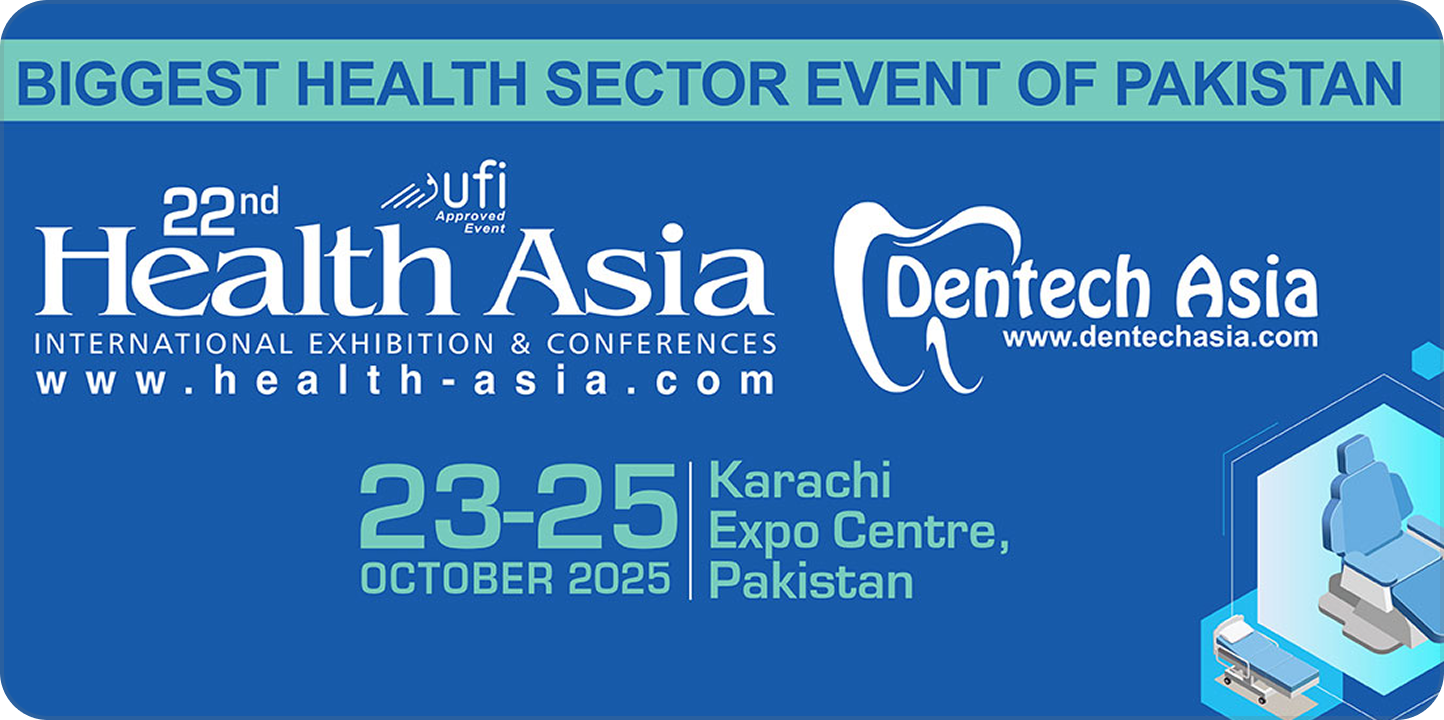 BIGGEST HEALTH SECTOR EVENT OF PAKISTAN
22nd
ufi
Approved
Event
Health Asia
INTERNATIONAL EXHIBITION & CONFERENCES
www.health-asia.com
Dentech Asia
www.dentechasia.com
23-25
OCTOBER 2025
Karachi
Expo Centre,
Pakistan